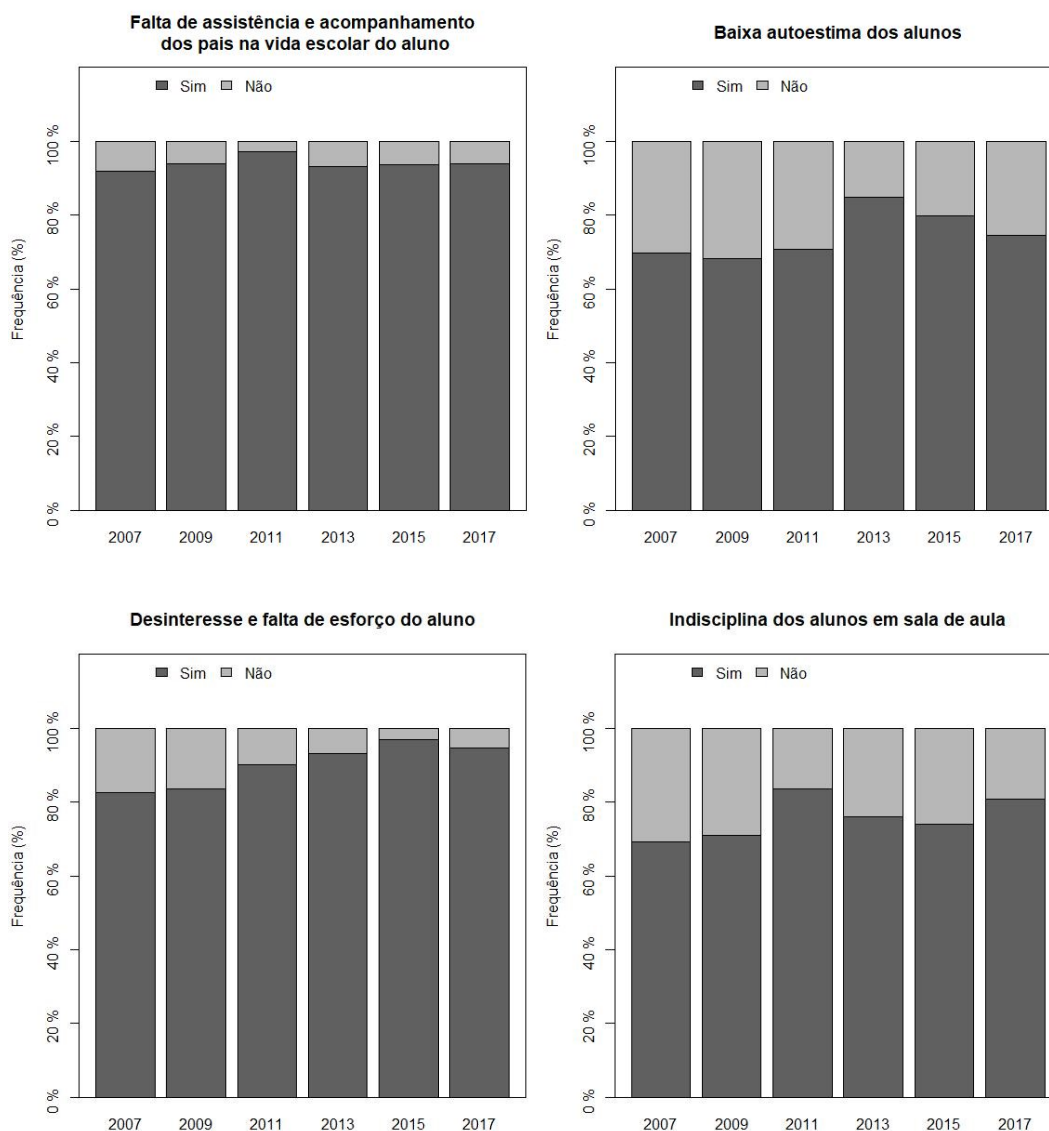 Falta de assistência e acompanhamento
dos pais na vida escolar do aluno
Sim Não
Frequência (%)
100 %
80 %
60 %
40 %
20 %
0 %
2007 2009 2011 2013 2015 2017
Baixa autoestima dos alunos
Sim Não
Frequência (%)
100 %
80 %
60 %
40 %
20 %
0 %
2007 2009 2011 2013 2015 2017
Desinteresse e falta de esforço do aluno
Sim Não
Frequência (%)
100 %
80 %
60 %
40 %
20 %
0 %
2007 2009 2011 2013 2015 2017
Indisciplina dos alunos em sala de aula
Sim Não
Frequência (%)
100 %
80 %
60 %
40 %
20 %
0 %
2007 2009 2011 2013 2015 2017